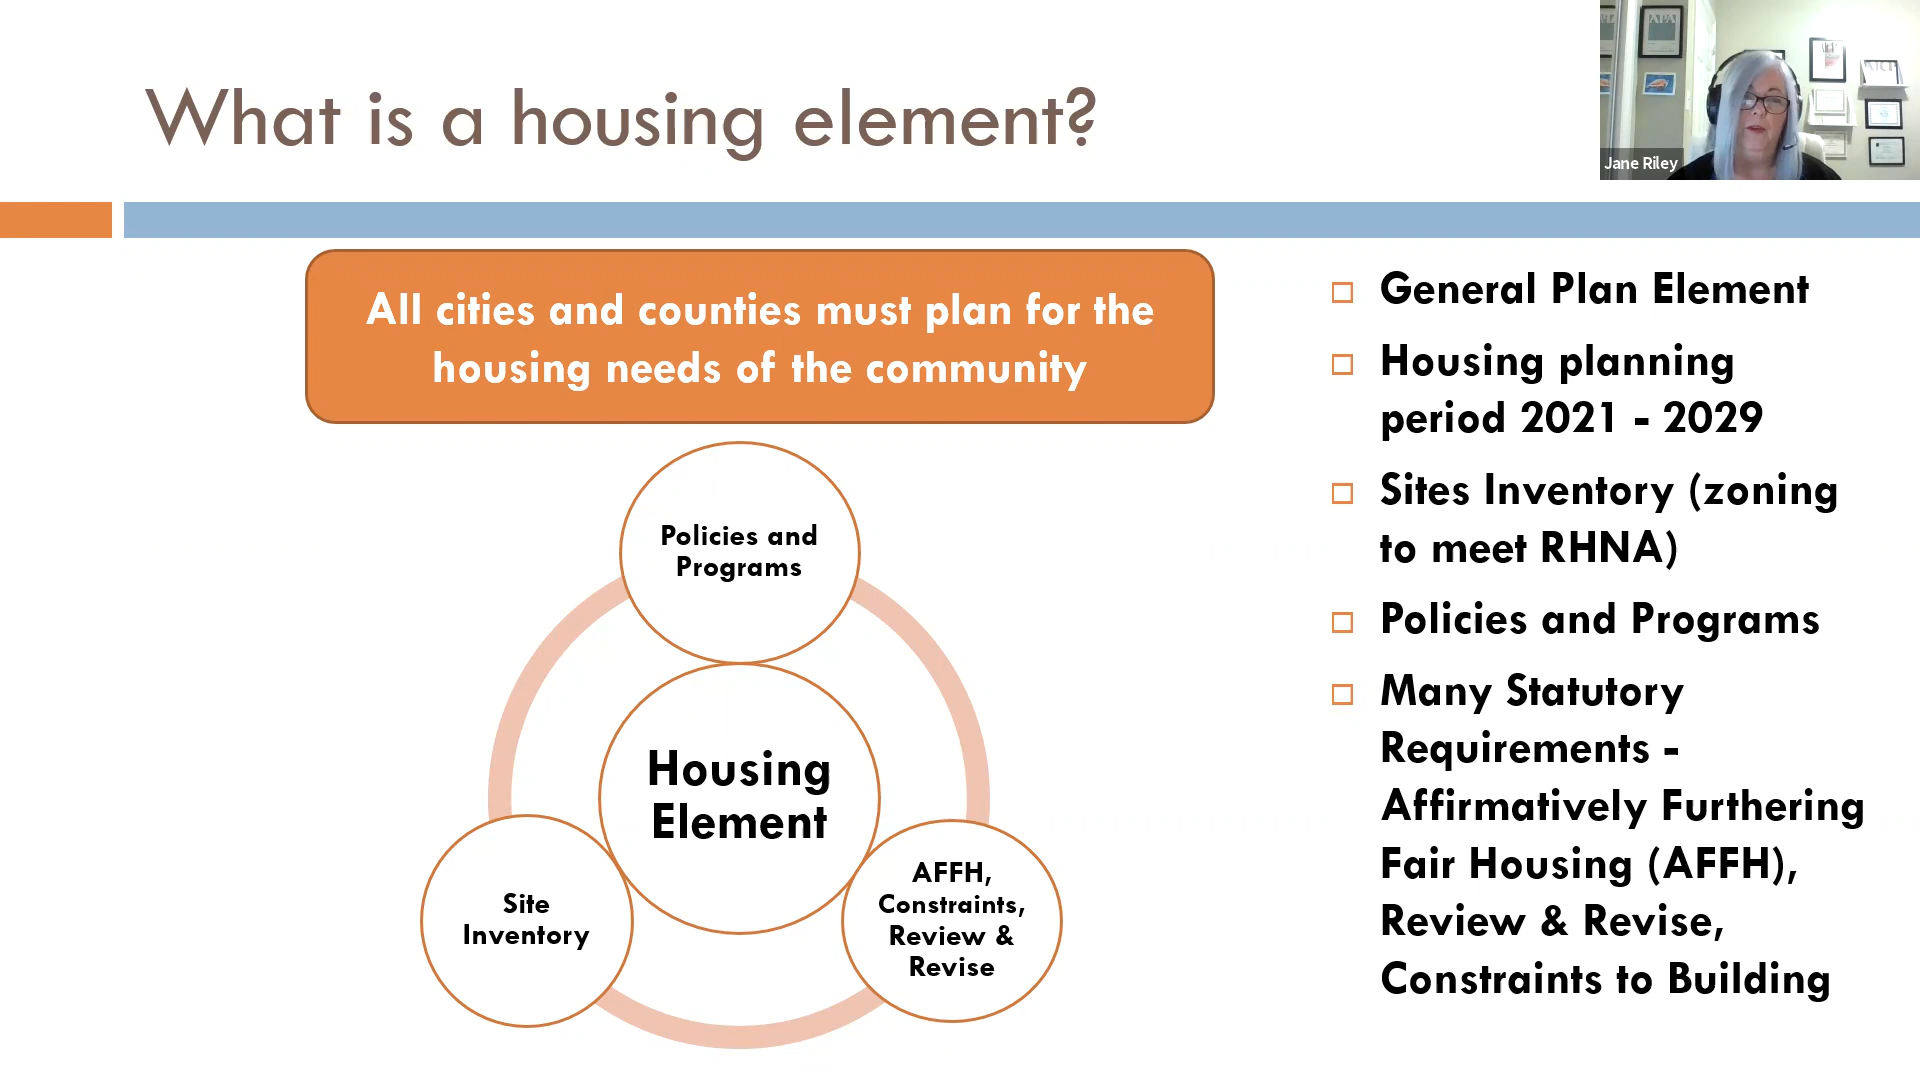 What is a housing element?
Jane Riley
All cities and counties must plan for the
housing needs of the community
Policies and
Programs
Housing
Element
Site
Inventory
AFFH,
Constraints,
Review &
Revise
General Plan Element
Housing planning
period 2021 - 2029
Sites Inventory (zoning
to meet RHNA)
Policies and Programs
Many Statutory
Requirements -
Affirmatively Furthering
Fair Housing (AFFH),
Review & Revise,
Constraints to Building